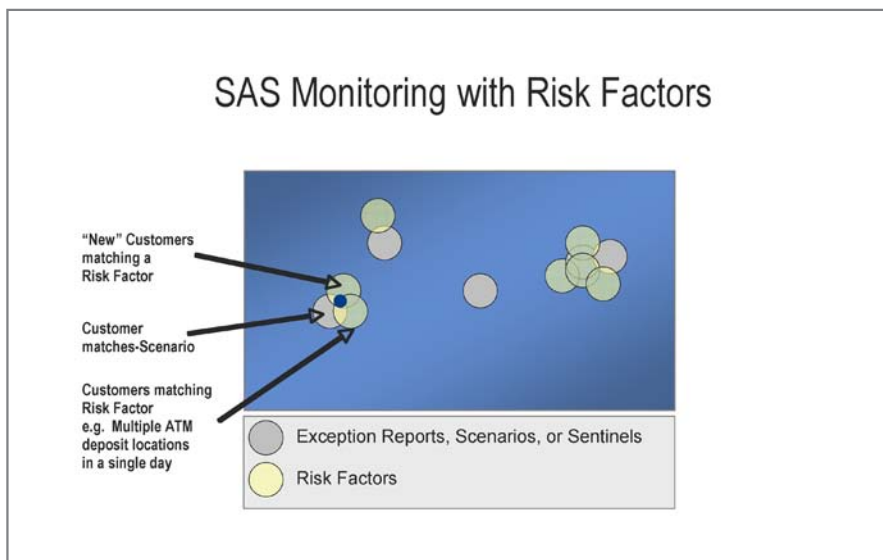 SAS Monitoring with Risk Factors
“New” Customers
matching a
Risk Factor
Customer
matches-Scenario
Customers matching
Risk Factor
e.g. Multiple ATM
deposit locations
in a single day
Exception Reports, Scenarios, or Sentinels
Risk Factors